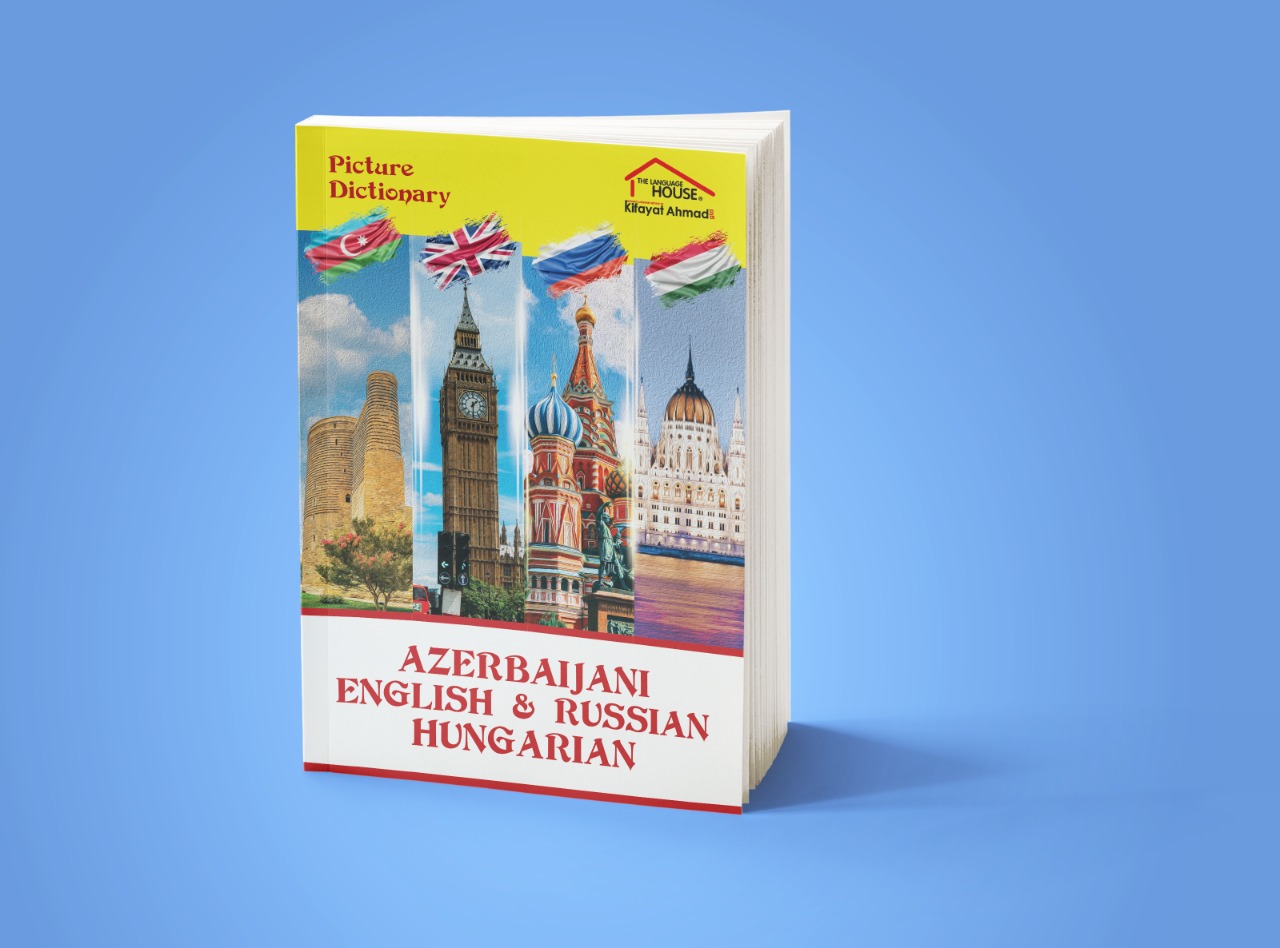 Picture
Dictionary
THE LANGUAGE
HOUSE®
Kifayat Ahmad
AZERBAIJANI
ENGLISH & RUSSIAN
HUNGARIAN